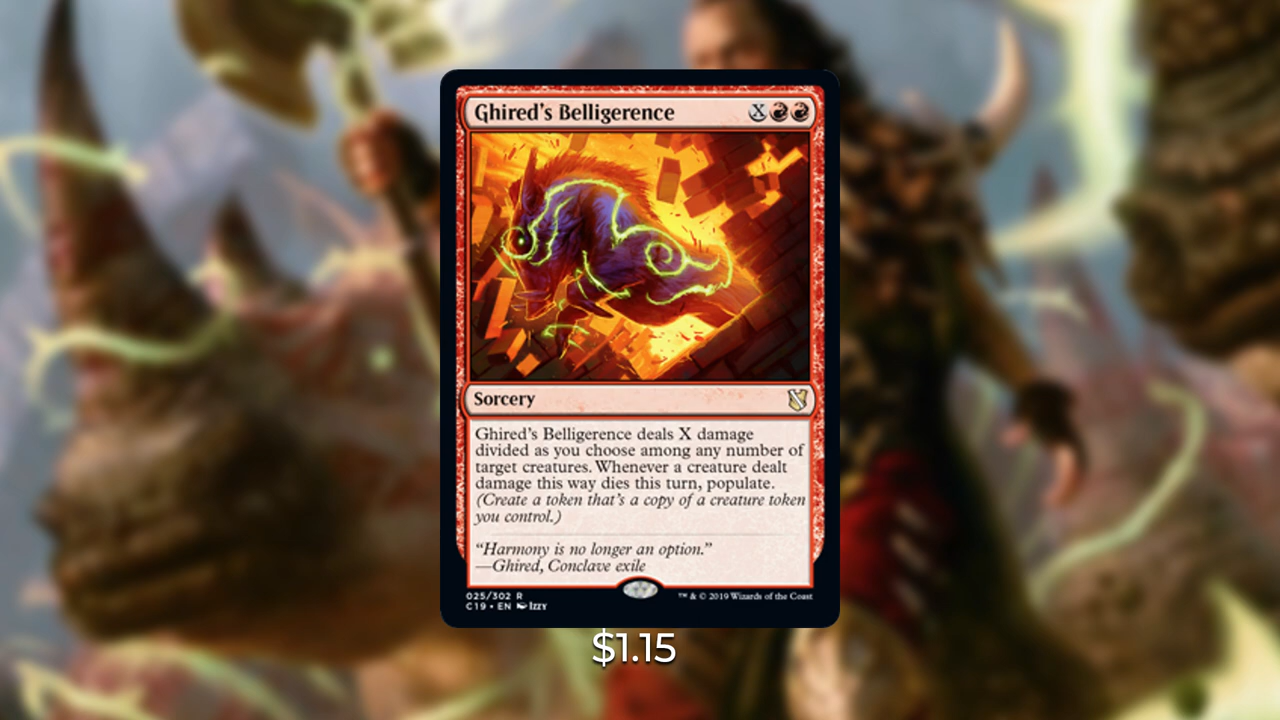 Ghired's Belligerence X
Sorcery
Ghired's Belligerence deals X damage
divided as you choose among any number of
target creatures. Whenever a creature dealt
damage this way dies this turn, populate.
(Create a token that's a copy of a creature token
you control.)
“Harmony is no longer an option.”
—Ghired, Conclave exile
025/302 R
C19 • EN Izzy
™ & © 2019 Wizards of the Coast
$1.15